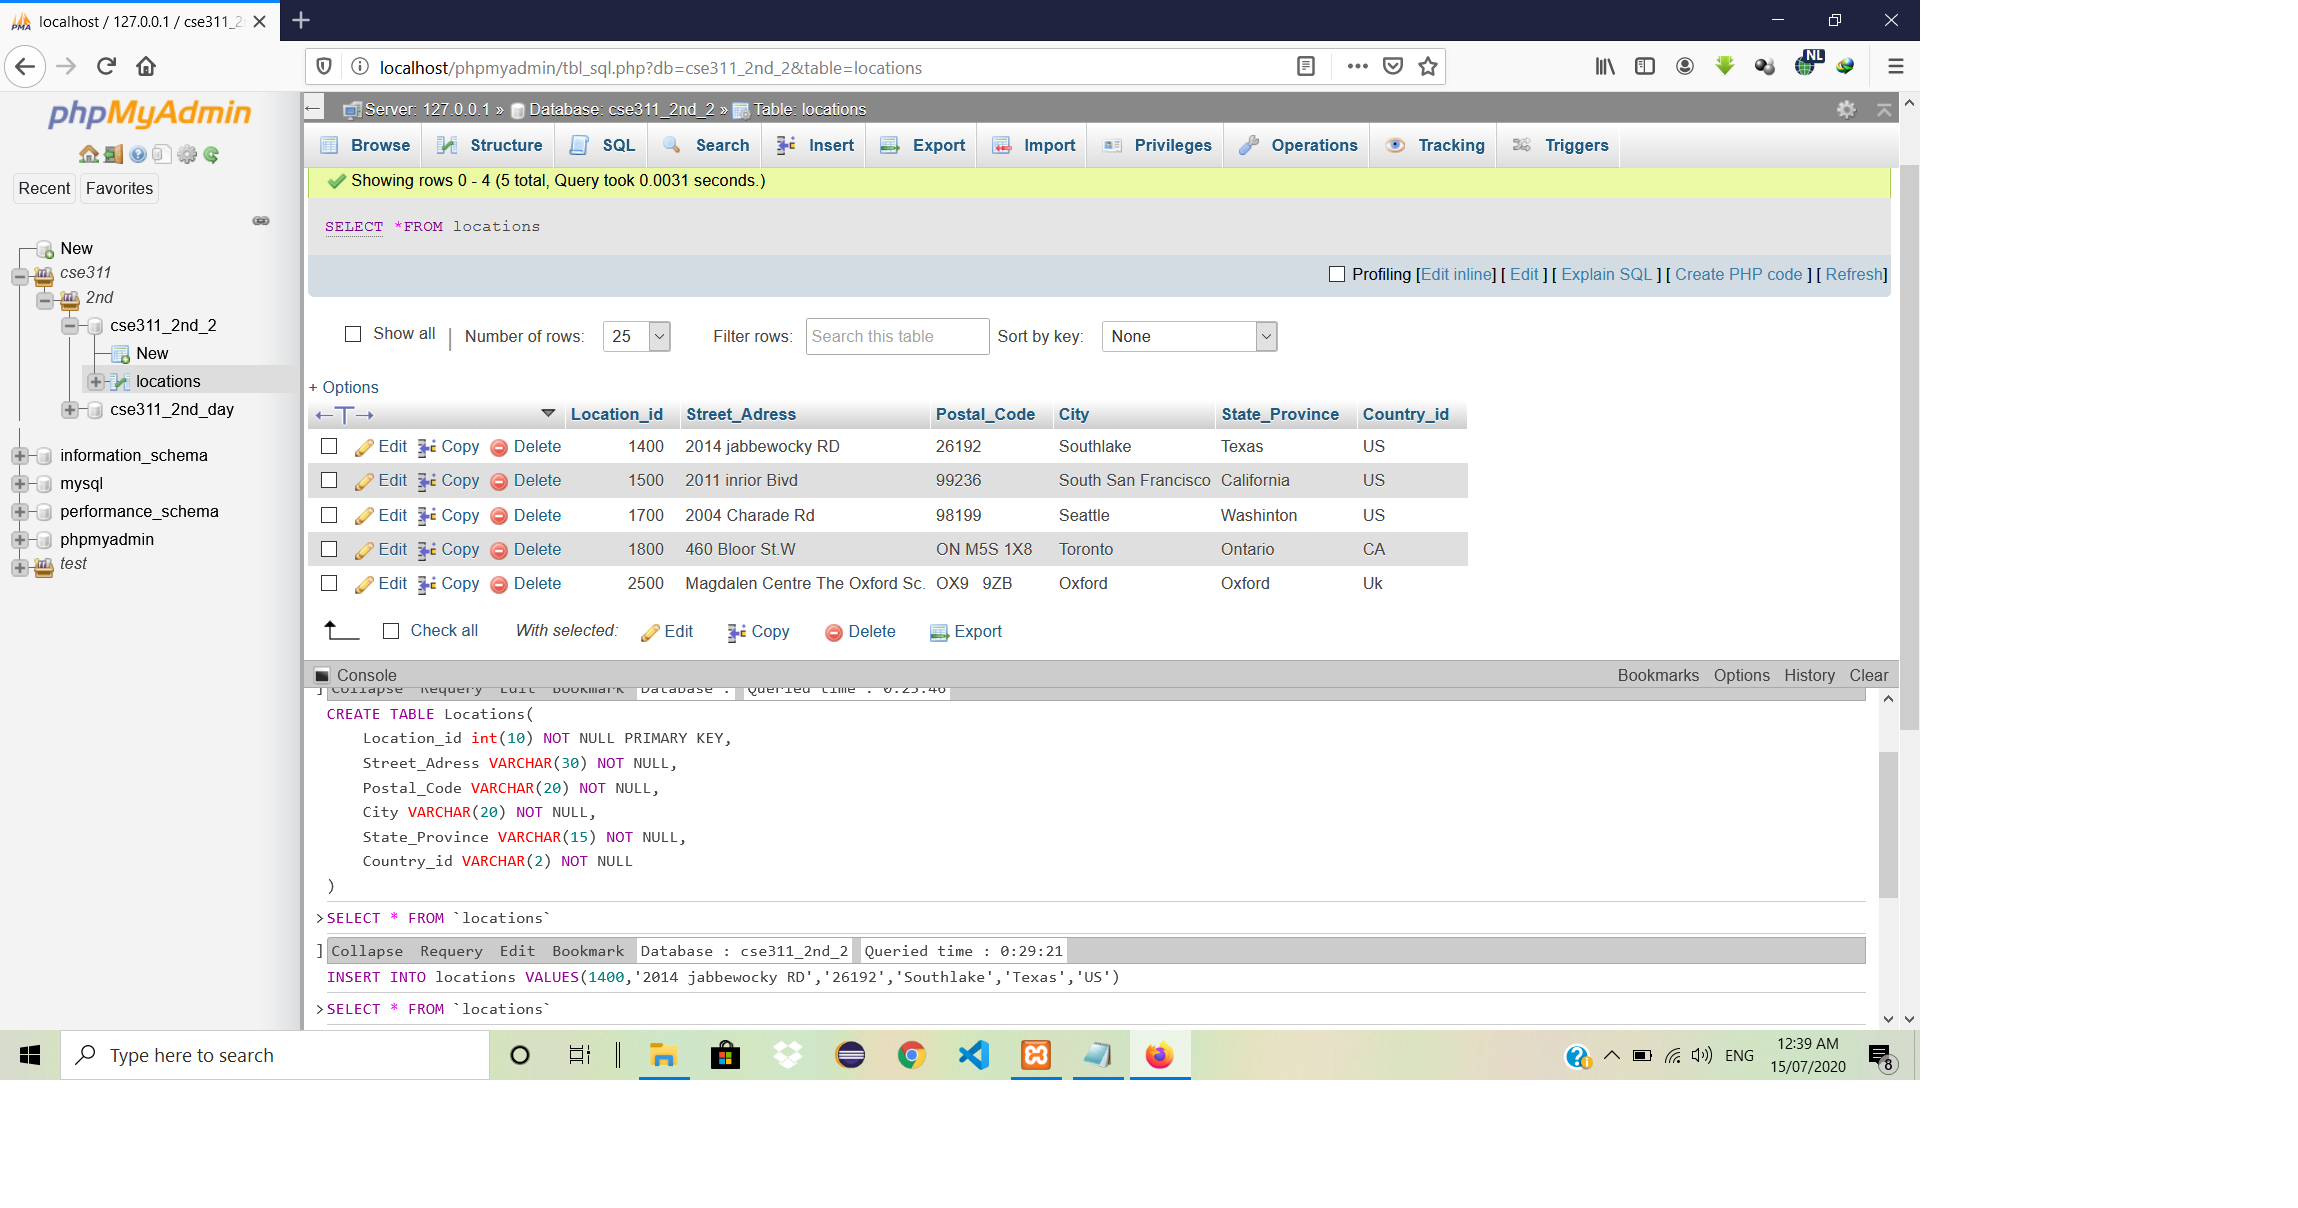 localhost / 127.0.0.1 / cse311_2
localhost/phpmyadmin/tbl_sql.php?db=cse311_2nd_2&table=locations
NL
phpMyAdmin
Recent Favorites
New
cse311
2nd
cse311_2nd_2
New
locations
cse311_2nd_day
information_schema
mysql
performance_schema
phpmyadmin
test
Server: 127.0.0.1 » Database: cse311_2nd_2 » Table: locations
Browse Structure SQL Search Insert Export Import Privileges Operations Tracking Triggers
Showing rows 0 - 4 (5 total, Query took 0.0031 seconds.)
SELECT *FROM locations
Profiling [Edit inline] [ Edit ] [ Explain SQL ] [ Create PHP code ] [ Refresh]
Show all | Number of rows: 25 Filter rows: Search this table Sort by key: None
+ Options
←T→ Location_id Street_Adress Postal_Code City State_Province Country_id
Edit Copy Delete 1400 2014 jabbewocky RD 26192 Southlake Texas US
Edit Copy Delete 1500 2011 inrior Bivd 99236 South San Francisco California US
Edit Copy Delete 1700 2004 Charade Rd 98199 Seattle Washinton US
Edit Copy Delete 1800 460 Bloor St.W ON M5S 1X8 Toronto Ontario CA
Edit Copy Delete 2500 Magdalen Centre The Oxford Sc. OX9 9ZB Oxford Oxford Uk
Check all With selected: Edit Copy Delete Export
Console Bookmarks Options History Clear
] Collapse Requery Edit Bookmark Database : Queried time : 0:25:46
CREATE TABLE Locations(
Location_id int(10) NOT NULL PRIMARY KEY,
Street_Adress VARCHAR(30) NOT NULL,
Postal_Code VARCHAR(20) NOT NULL,
City VARCHAR(20) NOT NULL,
State_Province VARCHAR(15) NOT NULL,
Country_id VARCHAR(2) NOT NULL
)
>SELECT * FROM `locations`
] Collapse Requery Edit Bookmark Database : cse311_2nd_2 Queried time : 0:29:21
INSERT INTO locations VALUES(1400,'2014 jabbewocky RD','26192','Southlake','Texas','US')
>SELECT * FROM `locations`
Type here to search
ENG
12:39 AM
15/07/2020
8